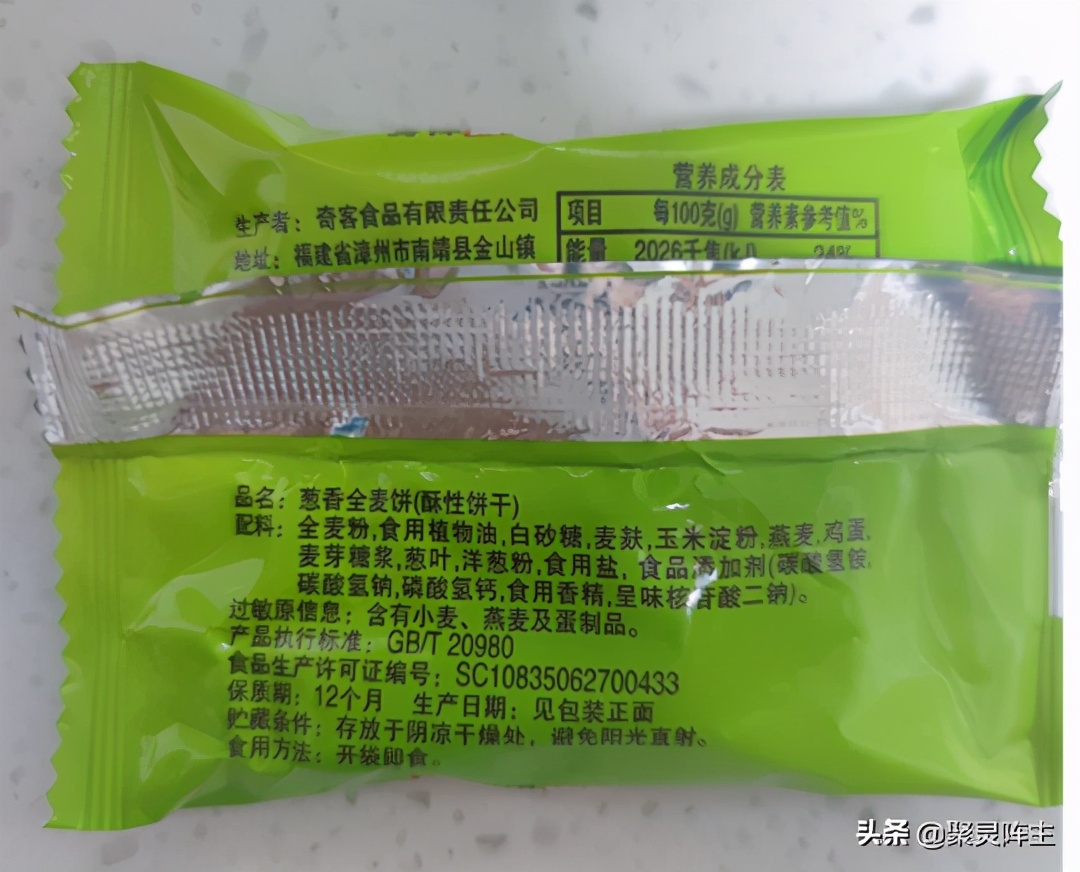 营养成分表
生产者：奇客食品有限责任公司
地址：福建省漳州市南靖县金山镇
项目 每100克(g) 营养素参考值%
能量 2026千焦(kJ) 24%
品名：葱香全麦饼(酥性饼干)
配料：全麦粉,食用植物油,白砂糖,麦麸,玉米淀粉,燕麦,鸡蛋,
麦芽糖浆,葱叶,洋葱粉,食用盐,食品添加剂(碳酸氢铵,
碳酸氢钠,磷酸氢钙,食用香精,呈味核苷酸二钠)。
过敏原信息：含有小麦、燕麦及蛋制品。
产品执行标准：GB/T 20980
食品生产许可证编号：SC10835062700433
保质期：12个月 生产日期：见包装正面
贮藏条件：存放于阴凉干燥处，避免阳光直射。
食用方法：开袋即食。
头条 @聚灵阵主